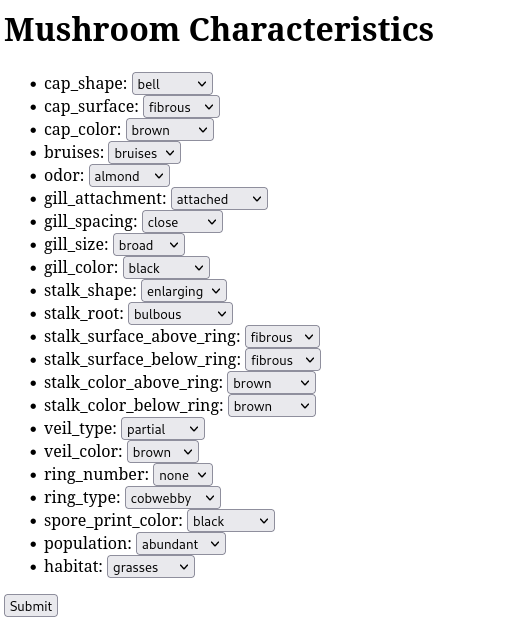 Mushroom Characteristics
• cap_shape: bell
• cap_surface: fibrous
• cap_color: brown
• bruises: bruises
• odor: almond
• gill_attachment: attached
• gill_spacing: close
• gill_size: broad
• gill_color: black
• stalk_shape: enlarging
• stalk_root: bulbous
• stalk_surface_above_ring: fibrous
• stalk_surface_below_ring: fibrous
• stalk_color_above_ring: brown
• stalk_color_below_ring: brown
• veil_type: partial
• veil_color: brown
• ring_number: none
• ring_type: cobwebby
• spore_print_color: black
• population: abundant
• habitat: grasses
Submit